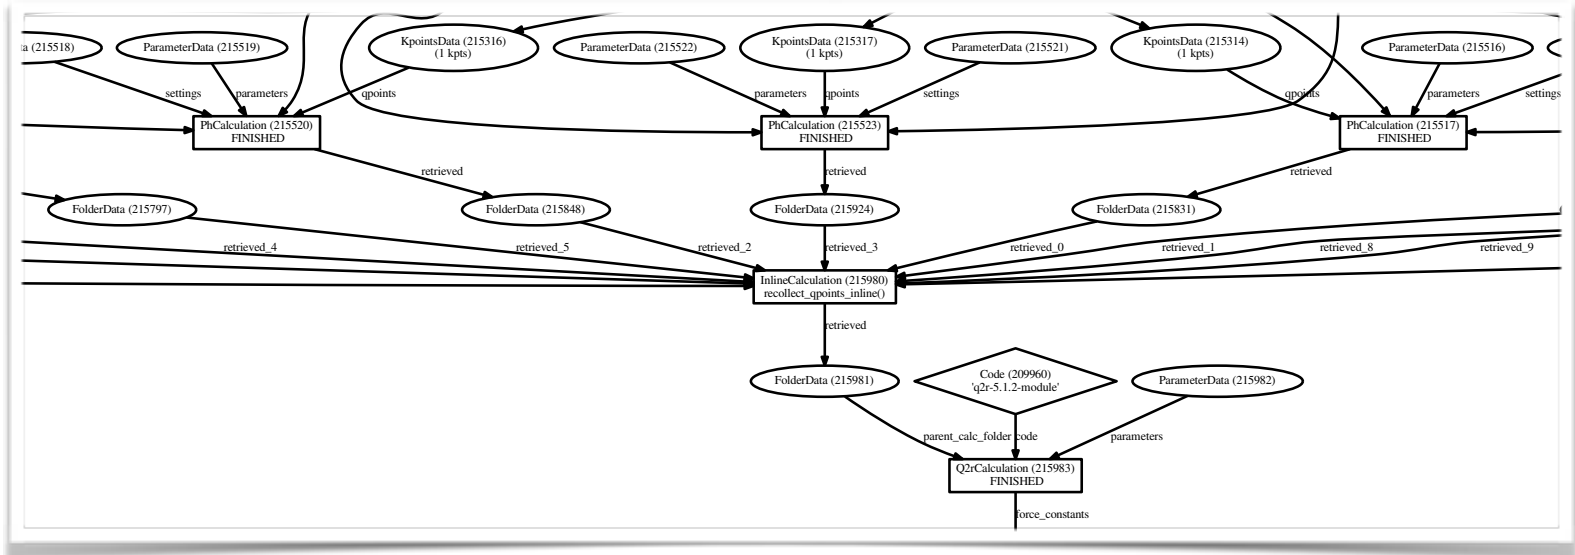 ta (215518)
ParameterData (215519)
KpointsData (215316)
(1 kpts)
ParameterData (215522)
KpointsData (215317)
(1 kpts)
ParameterData (215521)
KpointsData (215314)
(1 kpts)
ParameterData (215516)
settings
parameters
qpoints
parameters
qpoints
settings
qpoints
parameters
settings
PhCalculation (215520)
FINISHED
PhCalculation (215523)
FINISHED
PhCalculation (215517)
FINISHED
retrieved
retrieved
retrieved
FolderData (215797)
FolderData (215848)
FolderData (215924)
FolderData (215831)
retrieved_4
retrieved_5
retrieved_2
retrieved_3
retrieved_0
retrieved_1
retrieved_8
retrieved_9
InlineCalculation (215980)
recollect_qpoints_inline()
retrieved
FolderData (215981)
Code (209960)
'q2r-5.1.2-module'
ParameterData (215982)
parent_calc_folder
code
parameters
Q2rCalculation (215983)
FINISHED
force_constants